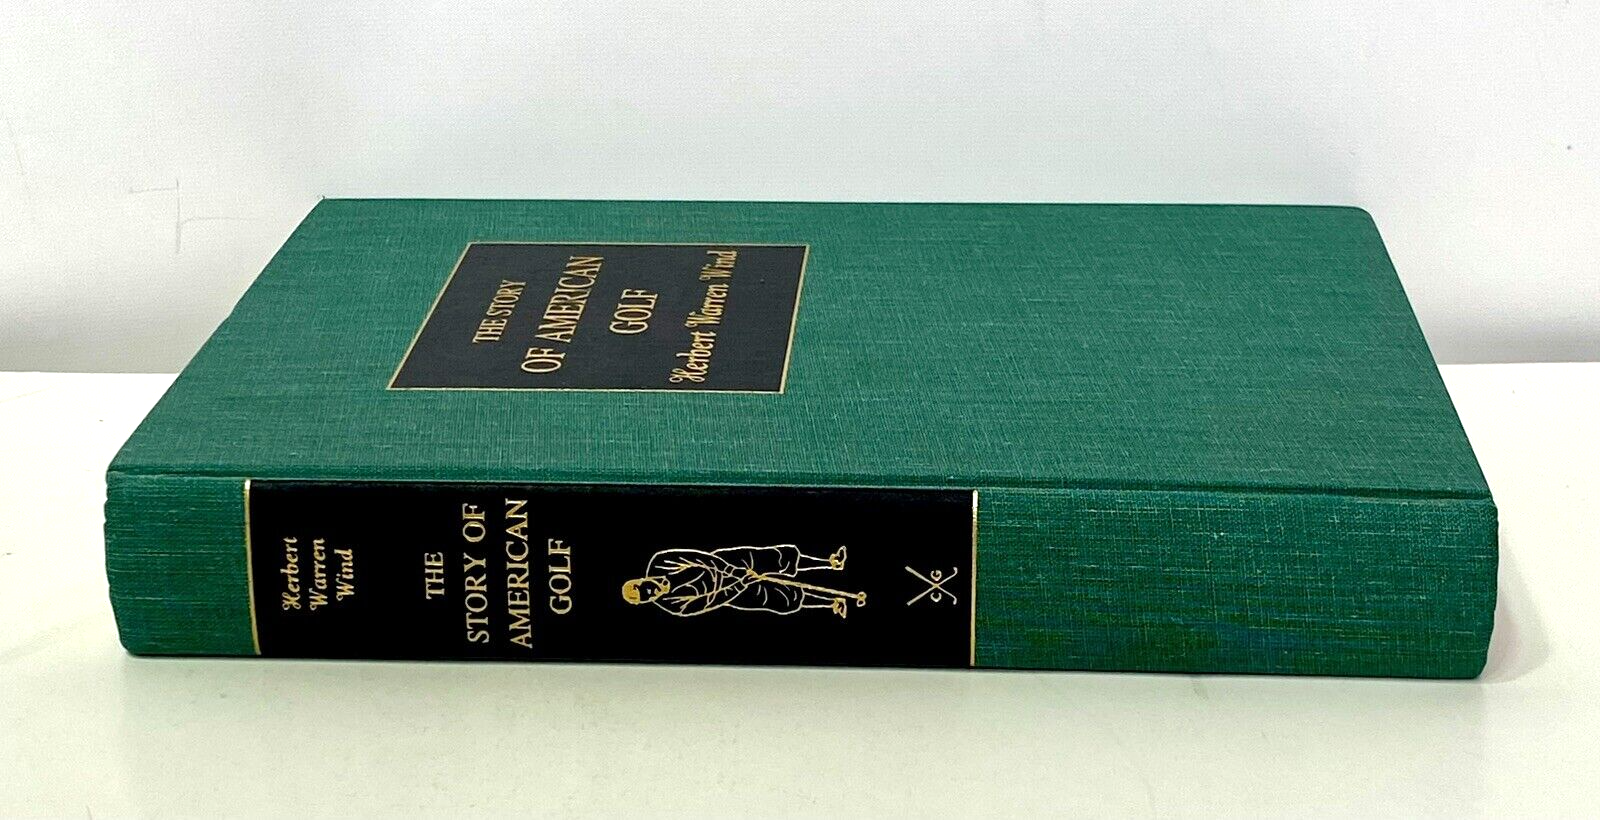 THE STORY
OF AMERICAN
GOLF
Herbert Warren Wind
Herbert
Warren
Wind
THE
STORY OF
AMERICAN
GOLF
C G